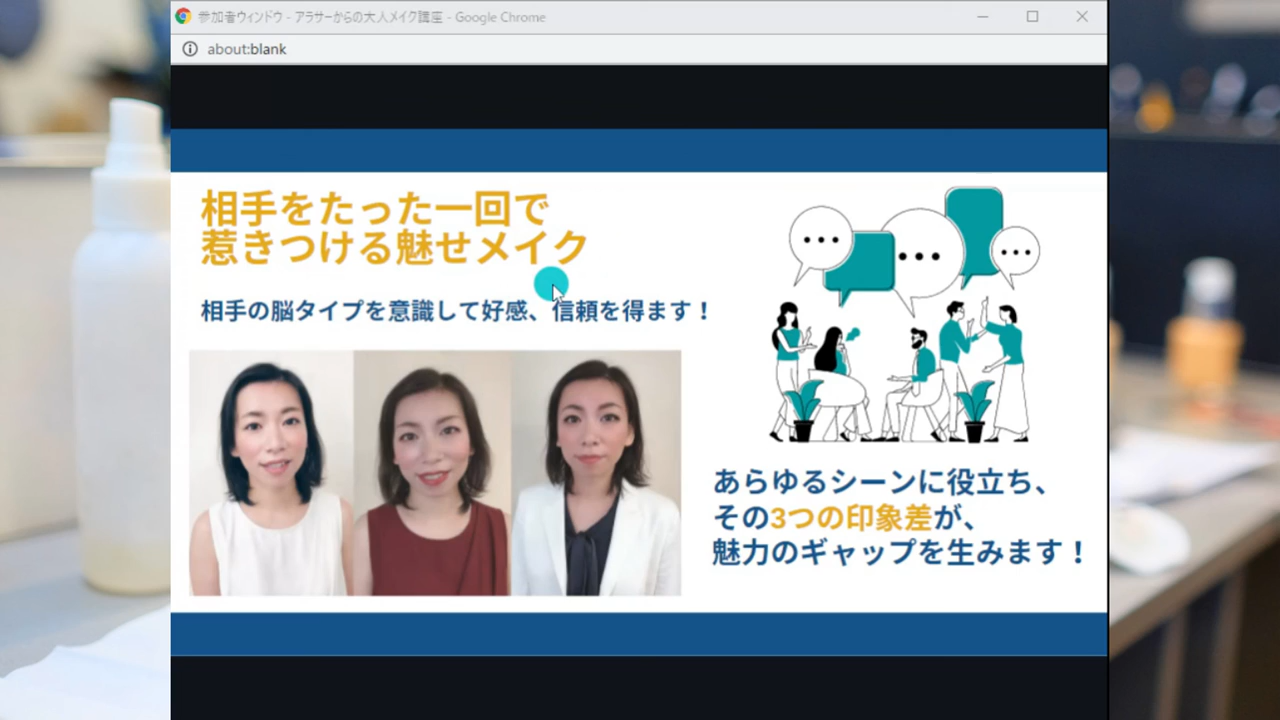 参加者ウィンドウ - アラサーからの大人メイク講座 - Google Chrome
about:blank
相手をたった一回で
惹きつける魅せメイク
相手の脳タイプを意識して好感、信頼を得ます！
あらゆるシーンに役立ち、
その3つの印象差が、
魅力のギャップを生みます！